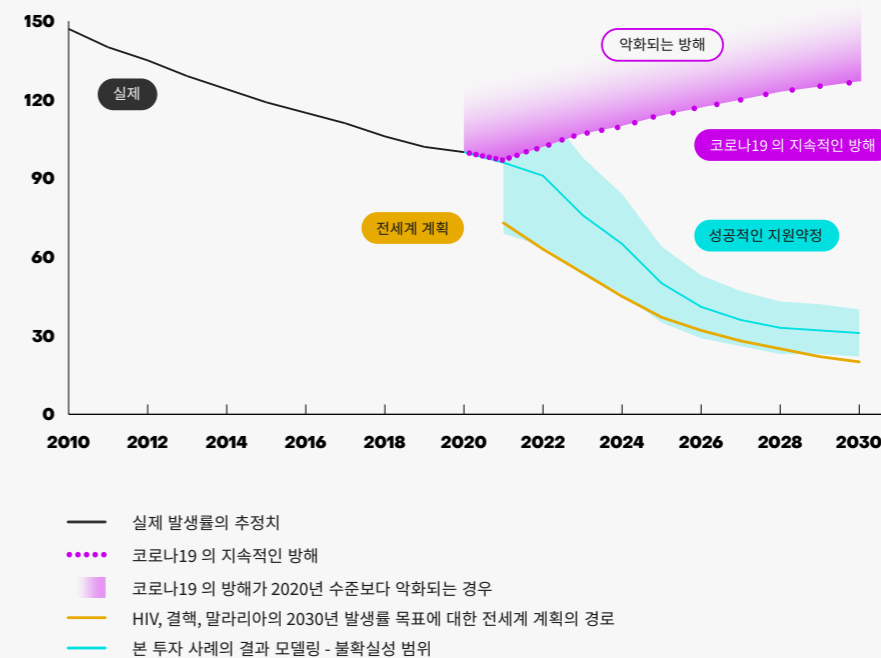 150
악화되는 방해
실제
120
코로나19 의 지속적인 방해
90
전세계 계획
성공적인 지원약정
60
30
0
2010 2012 2014 2016 2018 2020 2022 2024 2026 2028 2030
실제 발생률의 추정치
코로나19 의 지속적인 방해
코로나19 의 방해가 2020년 수준보다 악화되는 경우
HIV, 결핵, 말라리아의 2030년 발생률 목표에 대한 전세계 계획의 경로
본 투자 사례의 결과 모델링 - 불확실성 범위